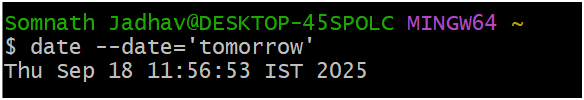 Somnath Jadhav@DESKTOP-45SPOLC MINGW64 ~
$ date --date='tomorrow'
Thu Sep 18 11:56:53 IST 2025